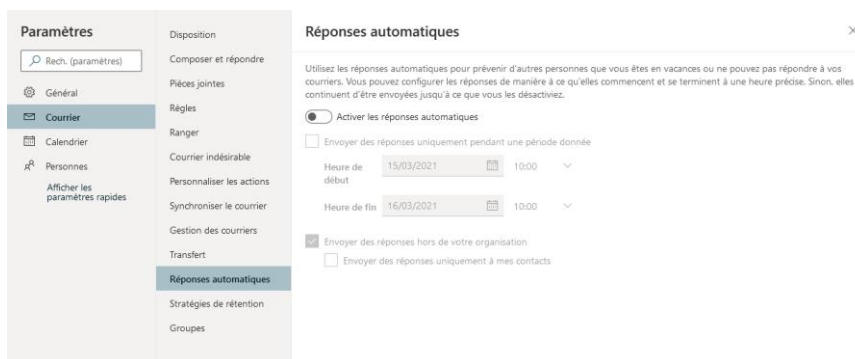 Paramètres
Rech. (paramètres)
Général
Courrier
Calendrier
Personnes
Afficher les
paramètres rapides
Disposition
Composer et répondre
Pièces jointes
Règles
Ranger
Courrier indésirable
Personnaliser les actions
Synchroniser le courrier
Gestion des courriers
Transfert
Réponses automatiques
Stratégies de rétention
Groupes
Réponses automatiques
Utilisez les réponses automatiques pour prévenir d'autres personnes que vous êtes en vacances ou ne pouvez pas répondre à vos
courriers. Vous pouvez configurer les réponses de manière à ce qu'elles commencent et se terminent à une heure précise. Sinon, elles
continuent d'être envoyées jusqu'à ce que vous les désactiviez.
Activer les réponses automatiques
Envoyer des réponses uniquement pendant une période donnée
Heure de
début
15/03/2021
10:00
Heure de fin
16/03/2021
10:00
Envoyer des réponses hors de votre organisation
Envoyer des réponses uniquement à mes contacts